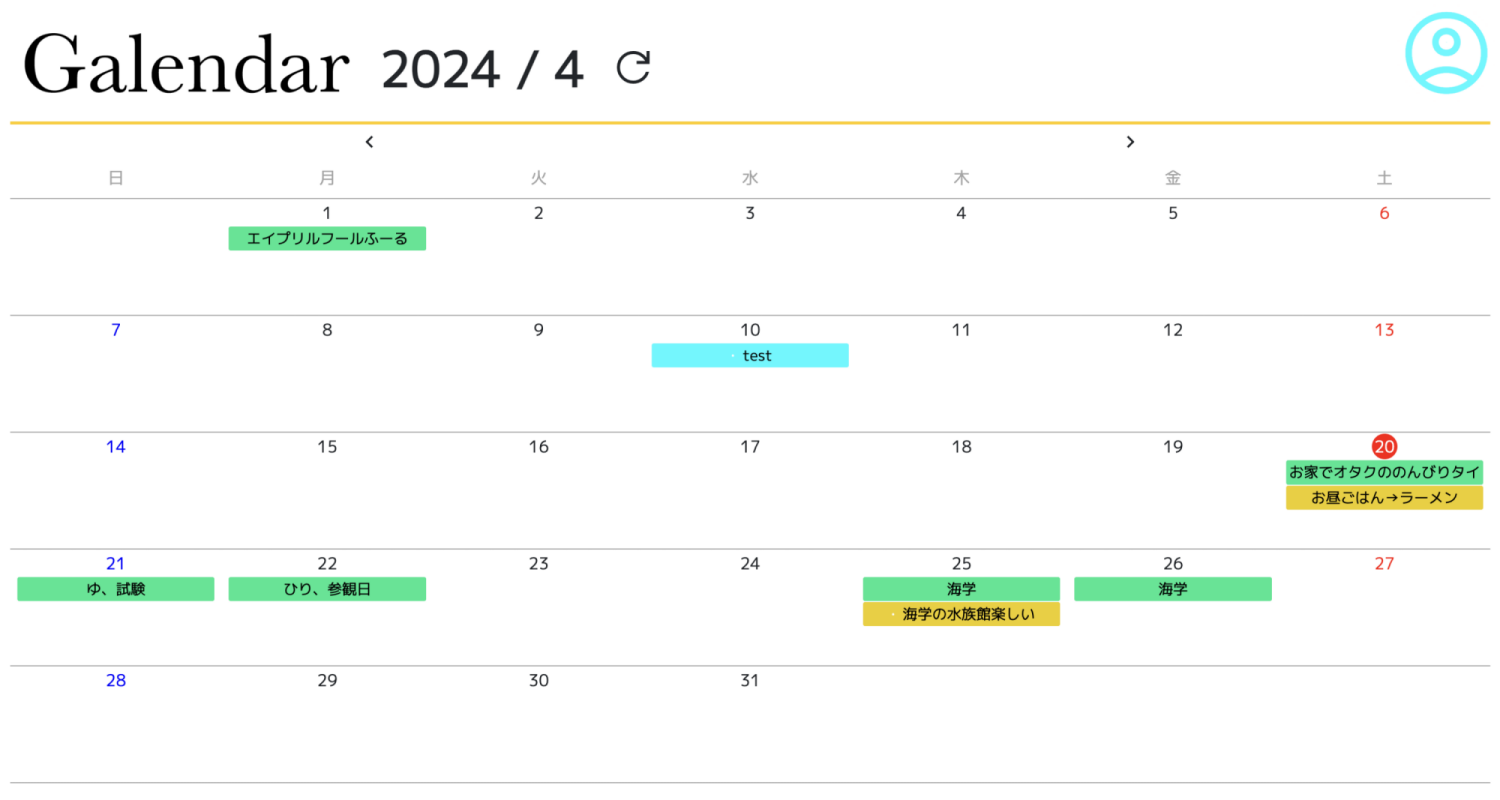 Galendar 2024 / 4
日 月 火 水 木 金 土
1 2 3 4 5 6
エイプリルフールふーる
7 8 9 10 11 12 13
・ test
14 15 16 17 18 19 20
お家でオタクののんびりタイ
お昼ごはん→ラーメン
21 22 23 24 25 26 27
ゆ、試験 ひり、参観日 海学 海学
・ 海学の水族館楽しい
28 29 30 31